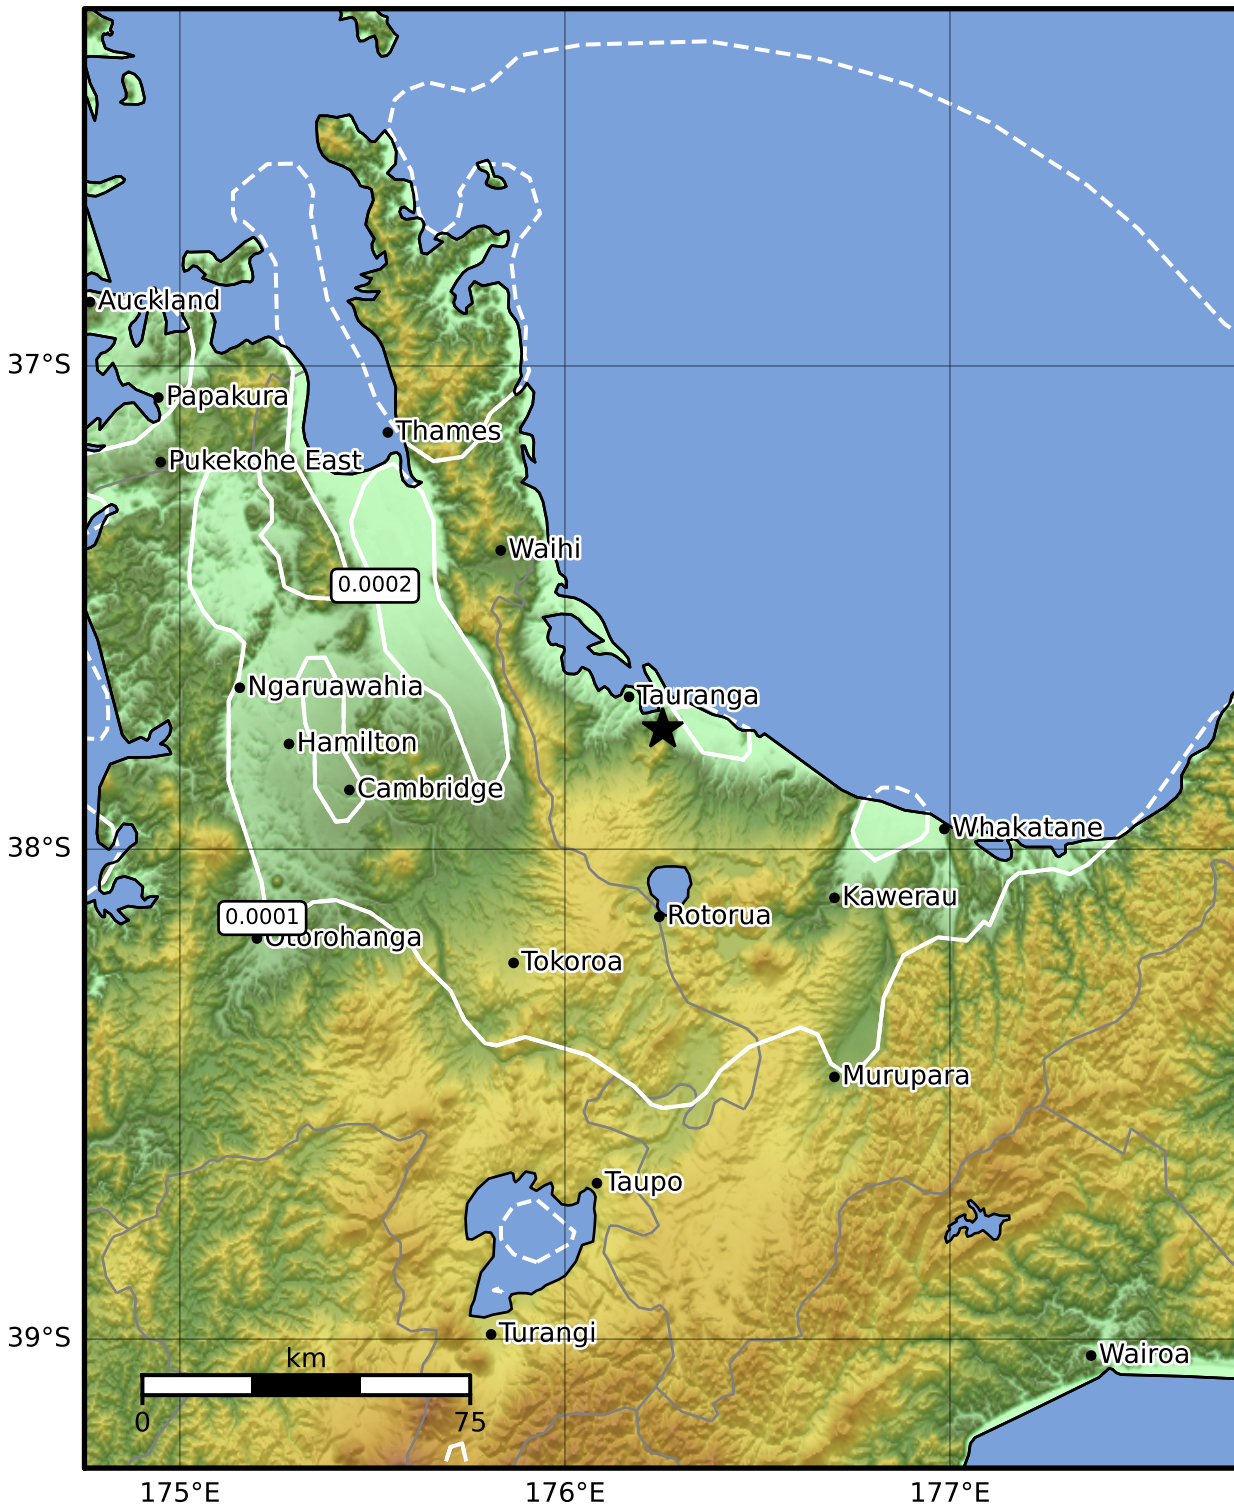 Auckland
37°S
Papakura
Thames
Pukekohe East
Waihi
0.0002
Ngaruawahia
Tauranga
Hamilton
Cambridge
Whakatane
38°S
Kawerau
0.0001
Rotorua
Otorohanga
Tokoroa
Murupara
Taupo
Turangi
39°S
Wairoa
km
0 75
175°E 176°E 177°E